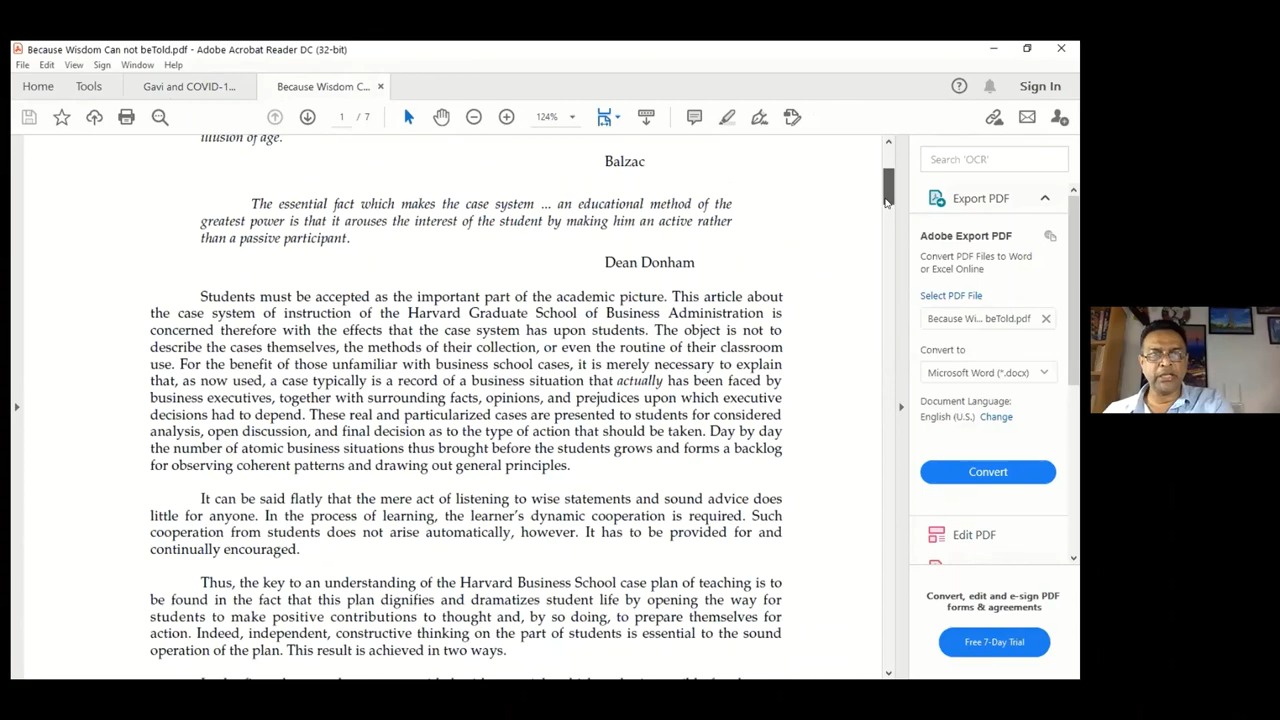 Because Wisdom Can not beTold.pdf - Adobe Acrobat Reader DC (32-bit)
File Edit View Sign Window Help
Home Tools Gavi and COVID-1... Because Wisdom C... × Sign In
1 / 7 124%
illusion of age.
Balzac
The essential fact which makes the case system ... an educational method of the
greatest power is that it arouses the interest of the student by making him an active rather
than a passive participant.
Dean Donham
Students must be accepted as the important part of the academic picture. This article about
the case system of instruction of the Harvard Graduate School of Business Administration is
concerned therefore with the effects that the case system has upon students. The object is not to
describe the cases themselves, the methods of their collection, or even the routine of their classroom
use. For the benefit of those unfamiliar with business school cases, it is merely necessary to explain
that, as now used, a case typically is a record of a business situation that actually has been faced by
business executives, together with surrounding facts, opinions, and prejudices upon which executive
decisions had to depend. These real and particularized cases are presented to students for considered
analysis, open discussion, and final decision as to the type of action that should be taken. Day by day
the number of atomic business situations thus brought before the students grows and forms a backlog
for observing coherent patterns and drawing out general principles.
It can be said flatly that the mere act of listening to wise statements and sound advice does
little for anyone. In the process of learning, the learner's dynamic cooperation is required. Such
cooperation from students does not arise automatically, however. It has to be provided for and
continually encouraged.
Thus, the key to an understanding of the Harvard Business School case plan of teaching is to
be found in the fact that this plan dignifies and dramatizes student life by opening the way for
students to make positive contributions to thought and, by so doing, to prepare themselves for
action. Indeed, independent, constructive thinking on the part of students is essential to the sound
operation of the plan. This result is achieved in two ways.
Search 'OCR'
Export PDF
Adobe Export PDF
Convert PDF Files to Word
or Excel Online
Select PDF File
Because Wi... beTold.pdf
Convert to
Microsoft Word (*.docx)
Document Language:
English (U.S.) Change
Convert
Edit PDF
Convert, edit and e-sign PDF
forms & agreements
Free 7-Day Trial